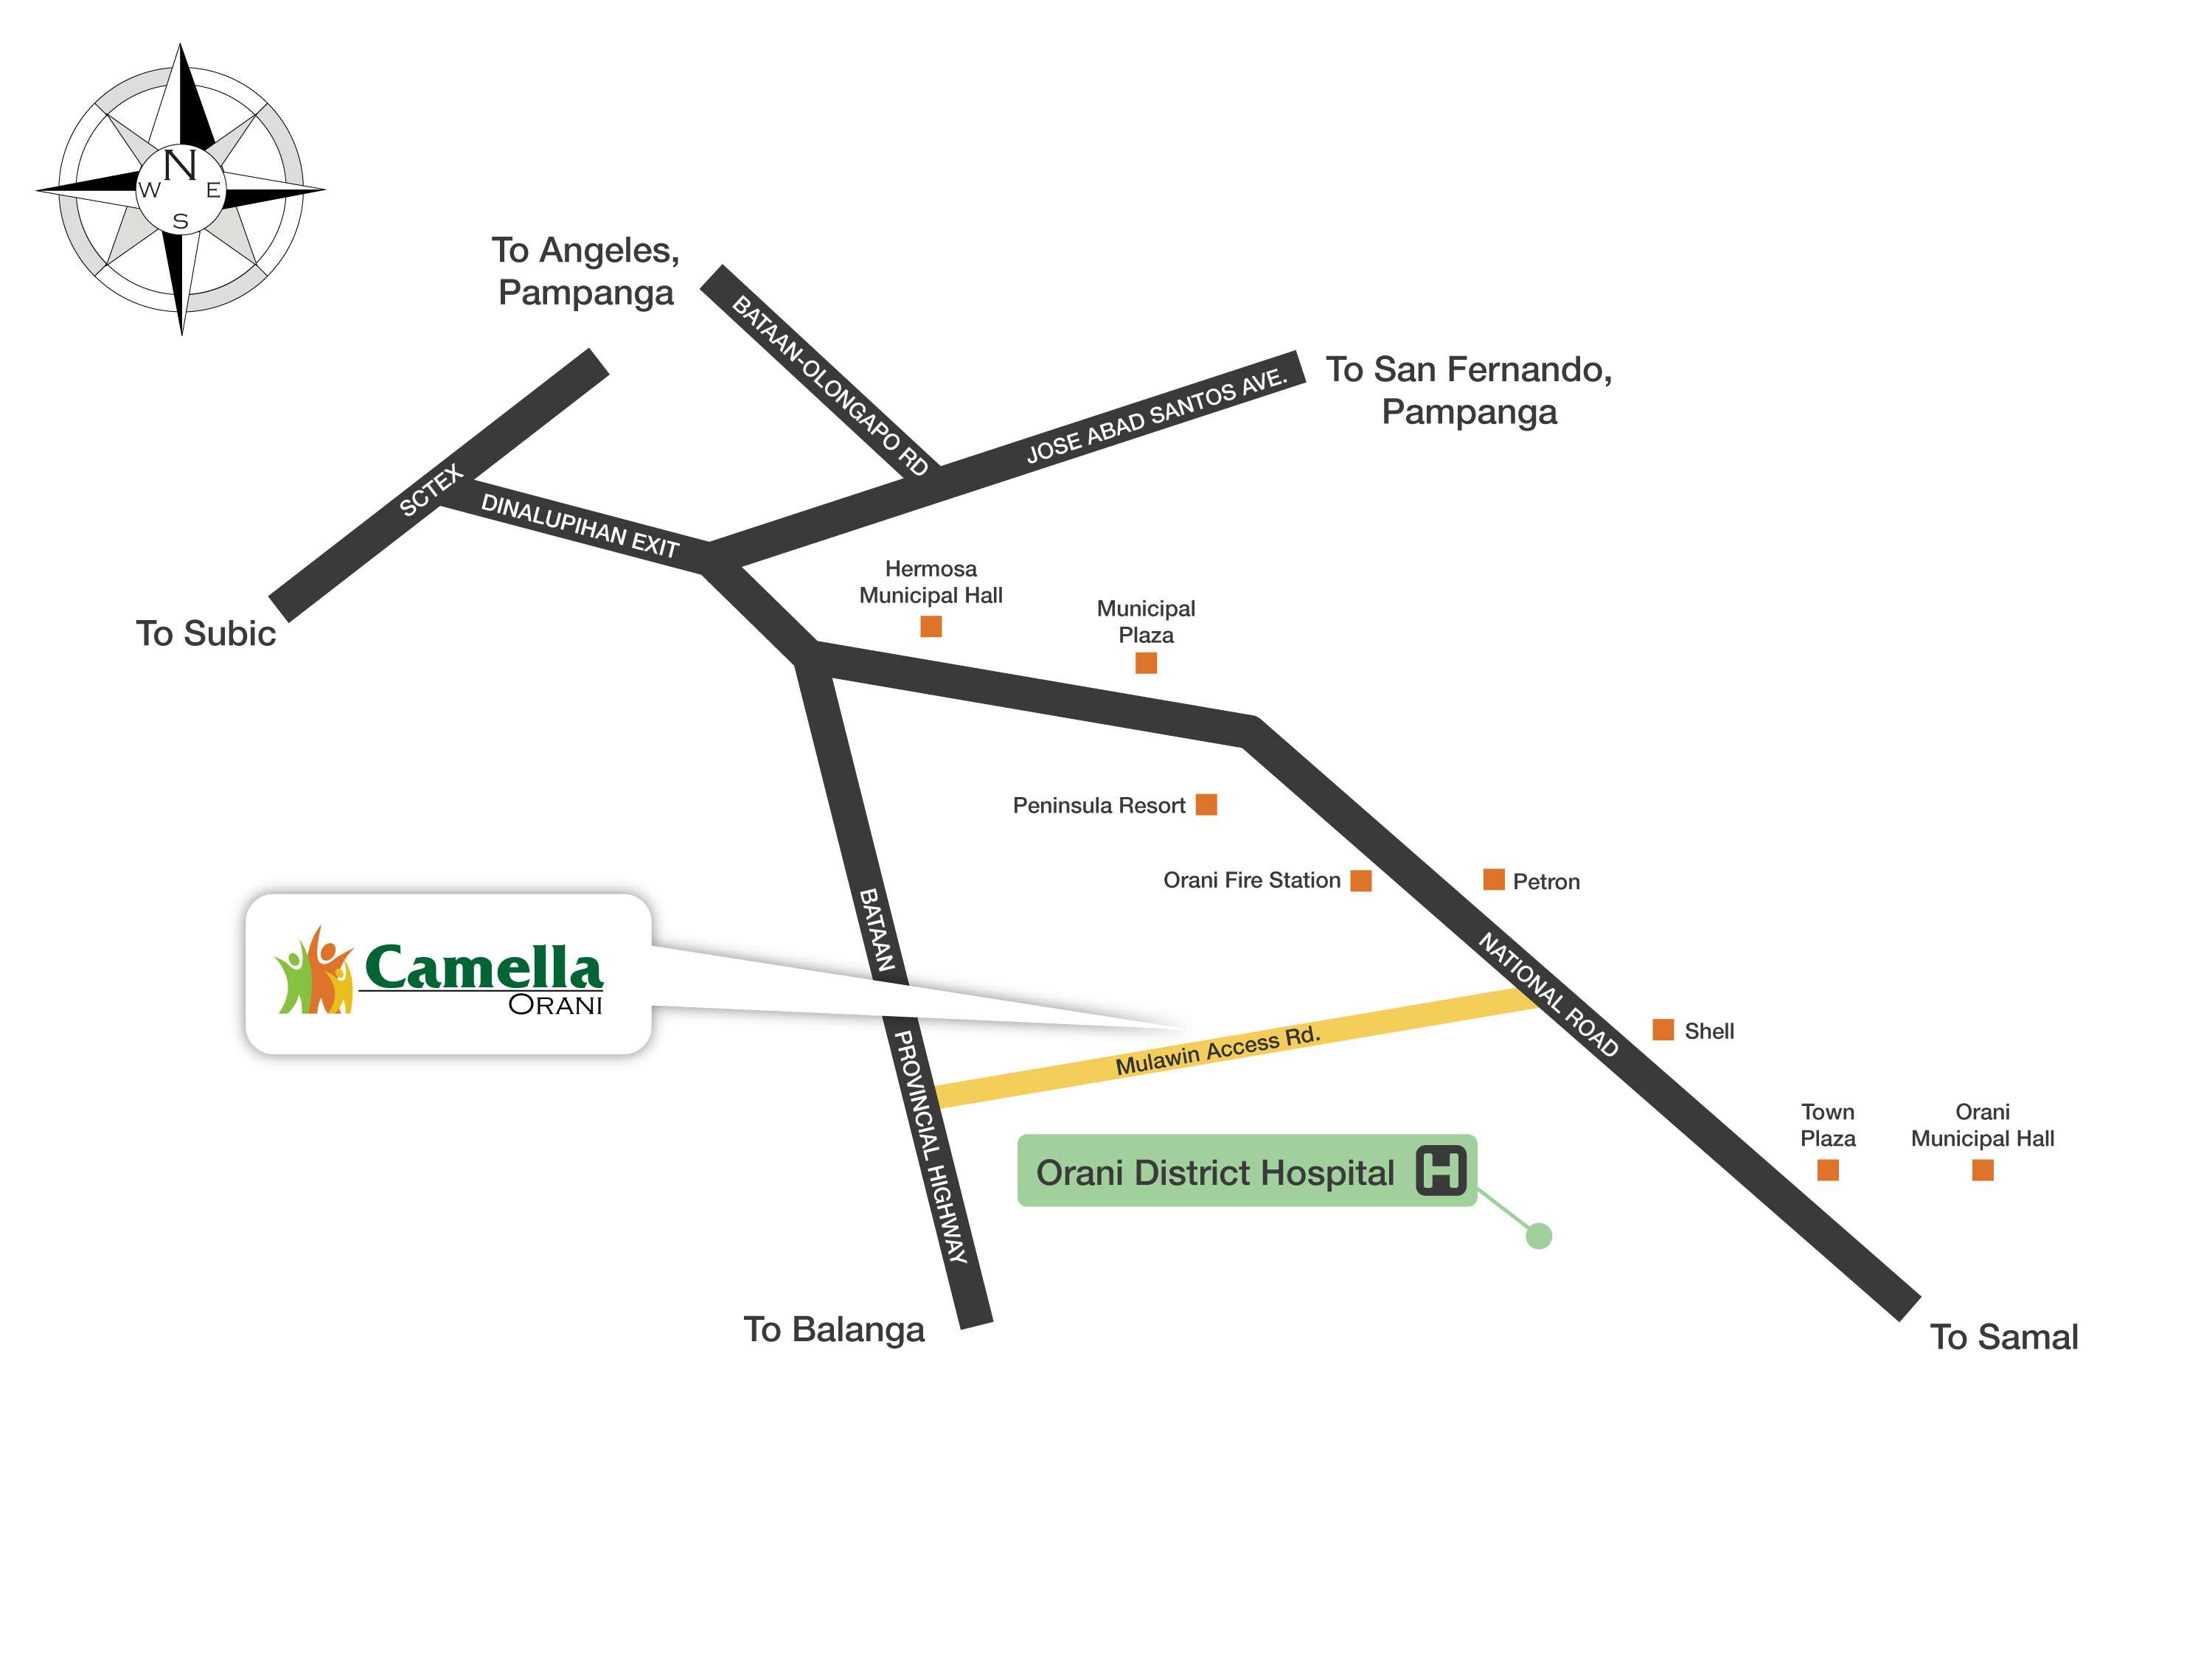 N
W E
S
To Angeles,
Pampanga
BATAAN-OLONGAPO RD
To San Fernando,
Pampanga
JOSE ABAD SANTOS AVE.
SCTEX
DINALUPIHAN EXIT
To Subic
Hermosa
Municipal Hall
Municipal
Plaza
Peninsula Resort
Orani Fire Station
Petron
BATAAN PROVINCIAL HIGHWAY
NATIONAL ROAD
Camella
ORANI
Mulawin Access Rd.
Shell
Town
Plaza
Orani
Municipal Hall
Orani District Hospital H
To Balanga
To Samal